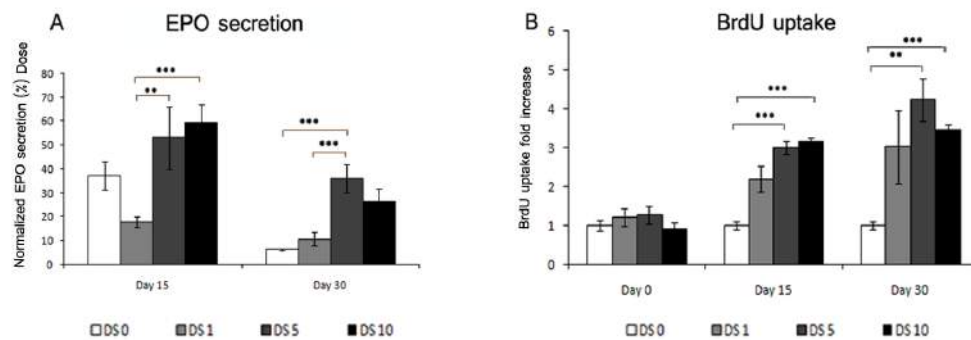 A
EPO secretion
Normalized EPO secretion (%) Dose
80
70
60
50
40
30
20
10
0
***
**
***
***
Day 15
Day 30
DS 0
DS 1
DS 5
DS 10
B
BrdU uptake
BrdU uptake fold increase
6
5
4
3
2
1
0
***
***
***
**
Day 0
Day 15
Day 30
DS 0
DS 1
DS 5
DS 10